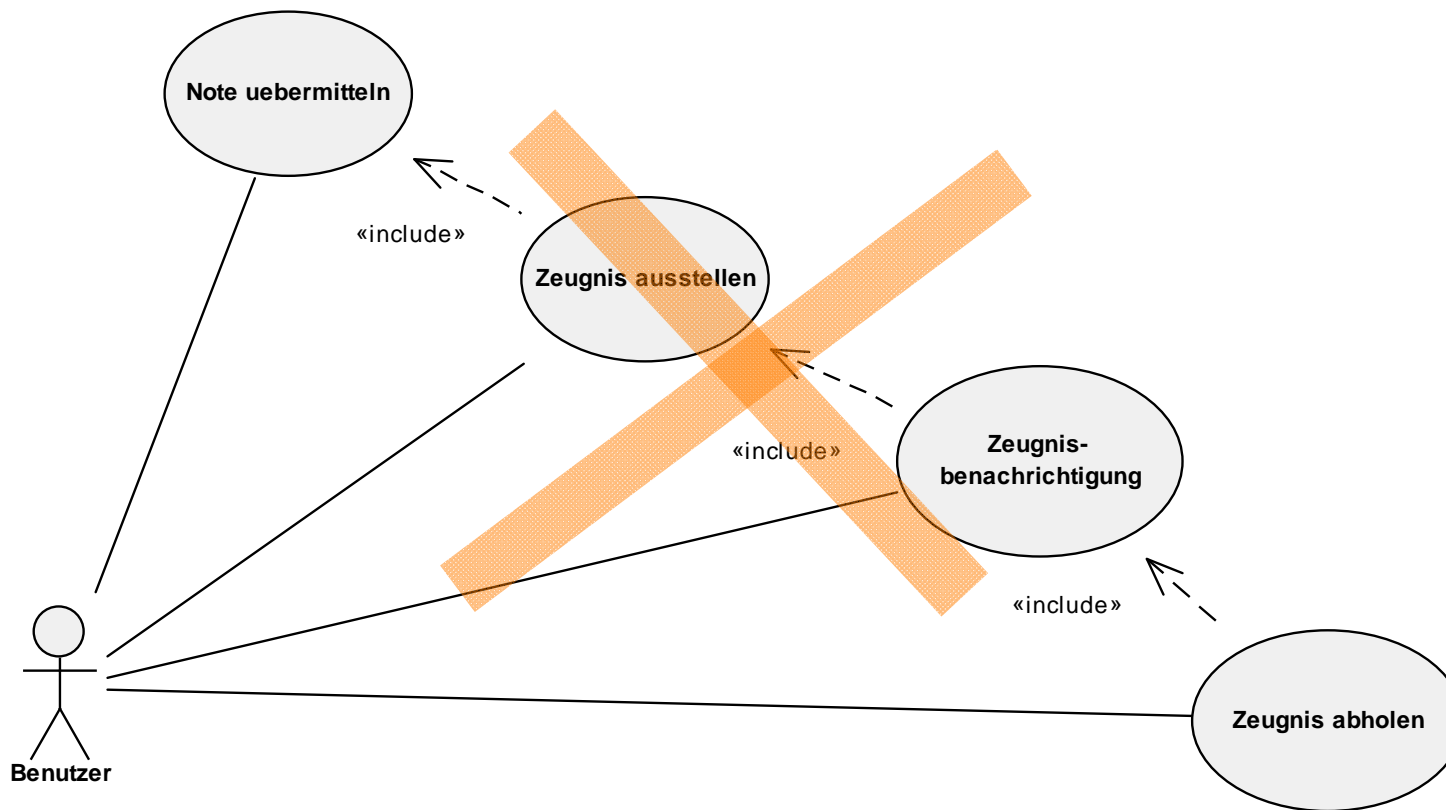 Note uebermitteln
«include»
Zeugnis ausstellen
«include»
Zeugnis-
benachrichtigung
«include»
Zeugnis abholen
Benutzer